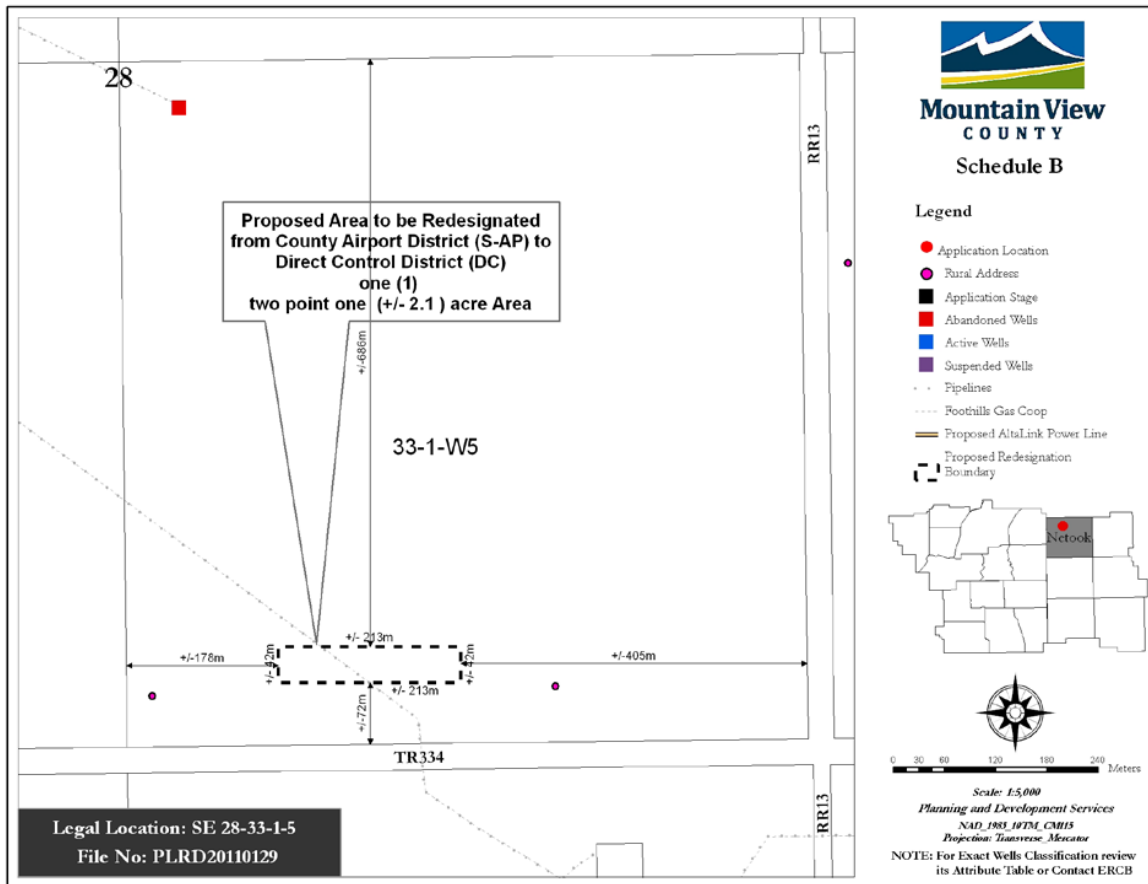 28
RR13
Proposed Area to be Redesignated
from County Airport District (S-AP) to
Direct Control District (DC)
one (1)
two point one (+/- 2.1 ) acre Area
+/-686m
33-1-W5
+/- 213m
+/-178m
+/- 42m
+/- 42m
+/-405m
+/- 213m
+/-72m
TR334
RR13
Legal Location: SE 28-33-1-5
File No: PLRD20110129
Mountain View
COUNTY
Schedule B
Legend
Application Location
Rural Address
Application Stage
Abandoned Wells
Active Wells
Suspended Wells
Pipelines
Foothills Gas Coop
Proposed AltaLink Power Line
Proposed Redesignation
Boundary
Netook
0 30 60 120 180 240
Meters
Scale: 1:5,000
Planning and Development Services
NAD_1983_10TM_CM115
Projection: Transverse_Mercator
NOTE: For Exact Wells Classification review
its Attribute Table or Contact ERCB